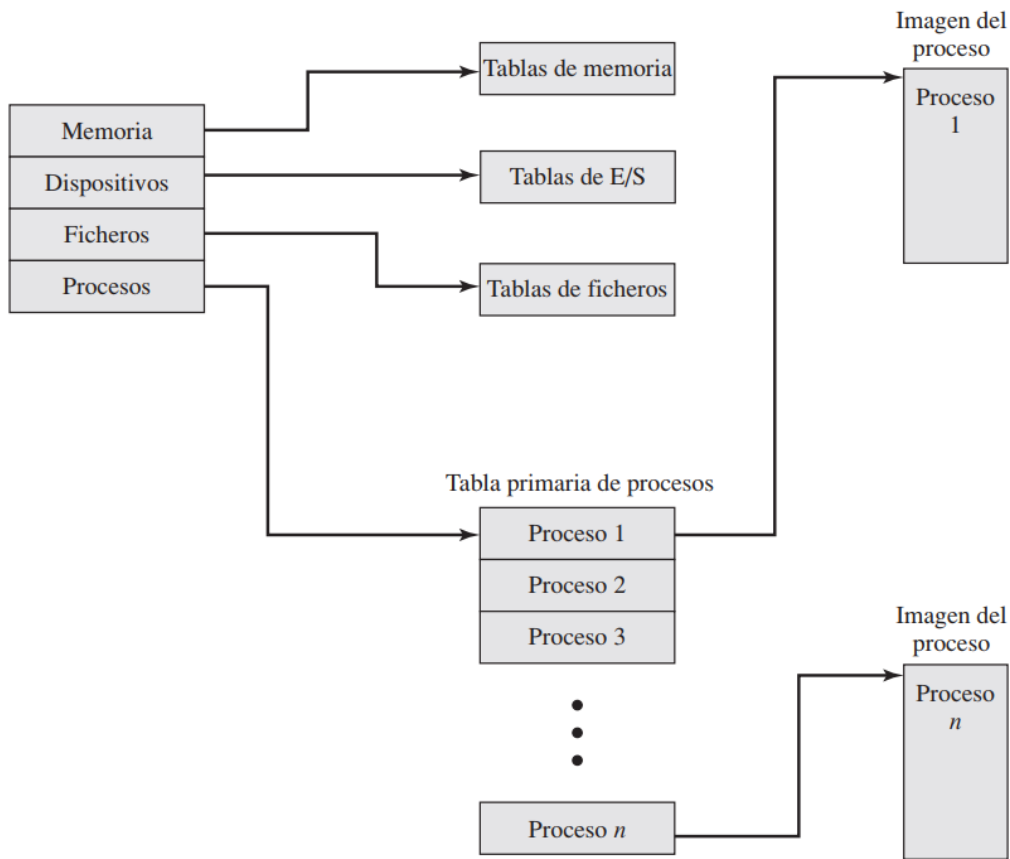 Memoria
Dispositivos
Ficheros
Procesos
Tablas de memoria
Tablas de E/S
Tablas de ficheros
Tabla primaria de procesos
Proceso 1
Proceso 2
Proceso 3
Proceso n
Imagen del
proceso
Proceso
1
Imagen del
proceso
Proceso
n